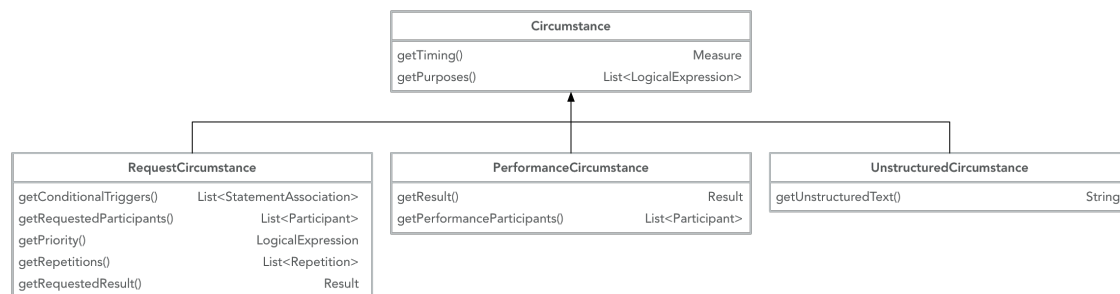 Circumstance
getTiming() Measure
getPurposes() List<LogicalExpression>
RequestCircumstance
getConditionalTriggers() List<StatementAssociation>
getRequestedParticipants() List<Participant>
getPriority() LogicalExpression
getRepetitions() List<Repetition>
getRequestedResult() Result
PerformanceCircumstance
getResult() Result
getPerformanceParticipants() List<Participant>
UnstructuredCircumstance
getUnstructuredText() String